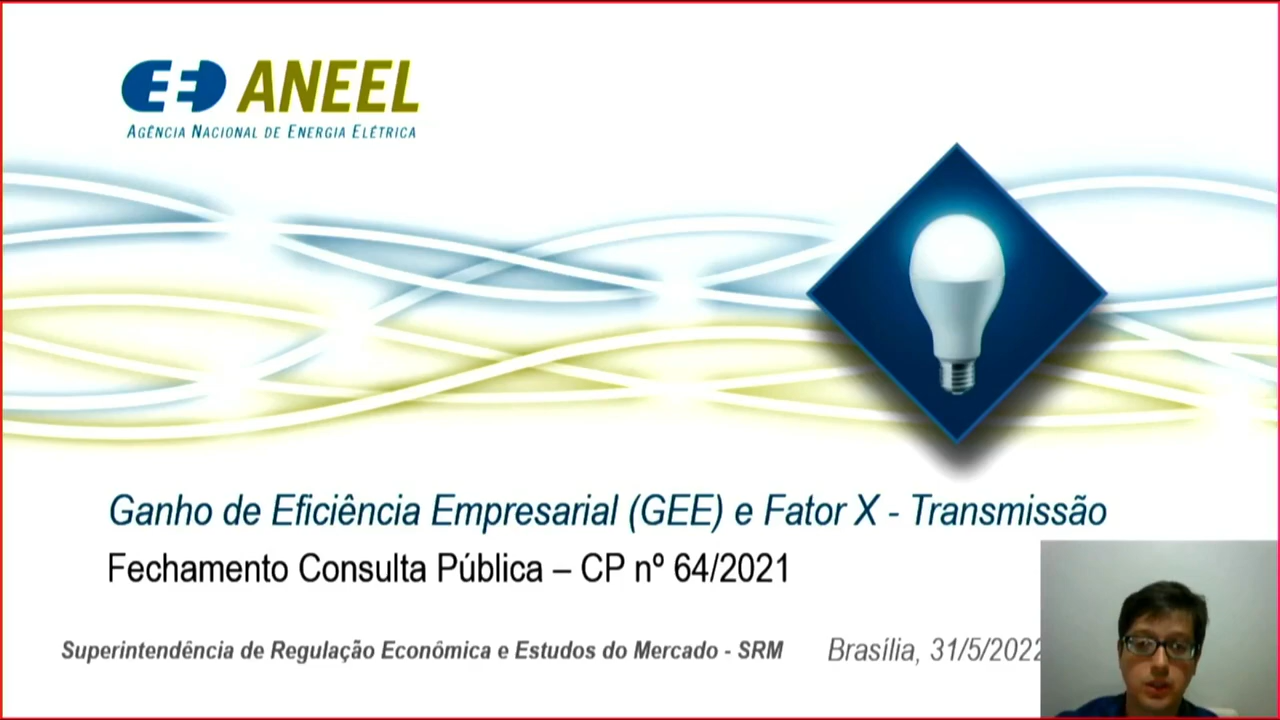 ANEEL
AGÊNCIA NACIONAL DE ENERGIA ELÉTRICA
Ganho de Eficiência Empresarial (GEE) e Fator X - Transmissão
Fechamento Consulta Pública – CP nº 64/2021
Superintendência de Regulação Econômica e Estudos do Mercado - SRM
Brasília, 31/5/2022